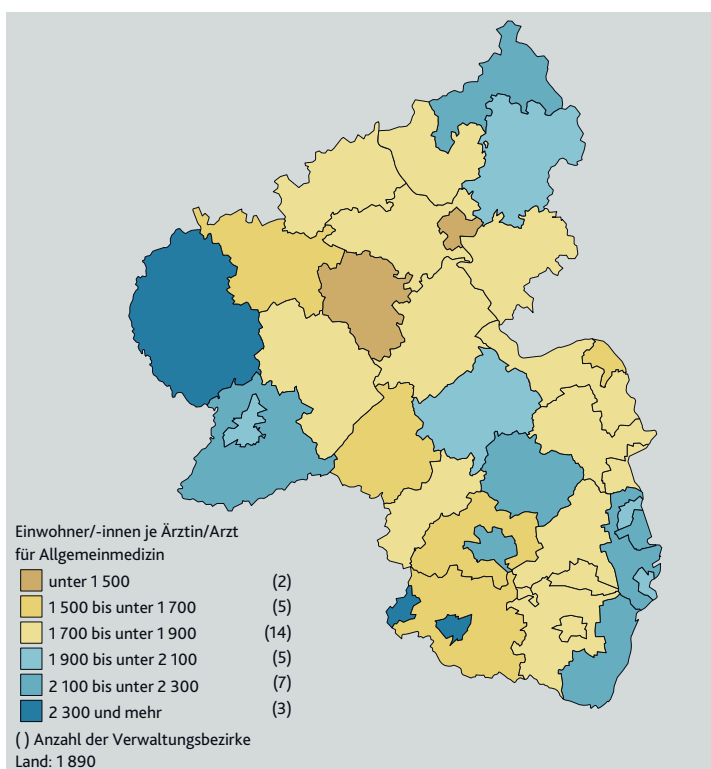 Einwohner/-innen je Ärztin/Arzt
für Allgemeinmedizin
unter 1 500 (2)
1 500 bis unter 1 700 (5)
1 700 bis unter 1 900 (14)
1 900 bis unter 2 100 (5)
2 100 bis unter 2 300 (7)
2 300 und mehr (3)
( ) Anzahl der Verwaltungsbezirke
Land: 1 890